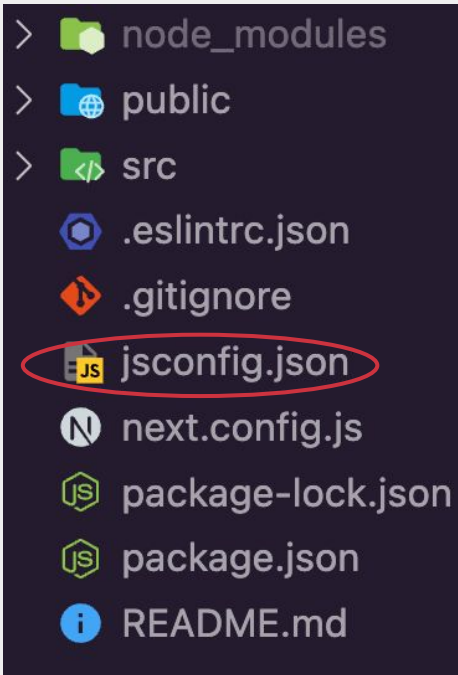 node_modules
public
src
.eslintrc.json
.gitignore
jsconfig.json
next.config.js
package-lock.json
package.json
README.md